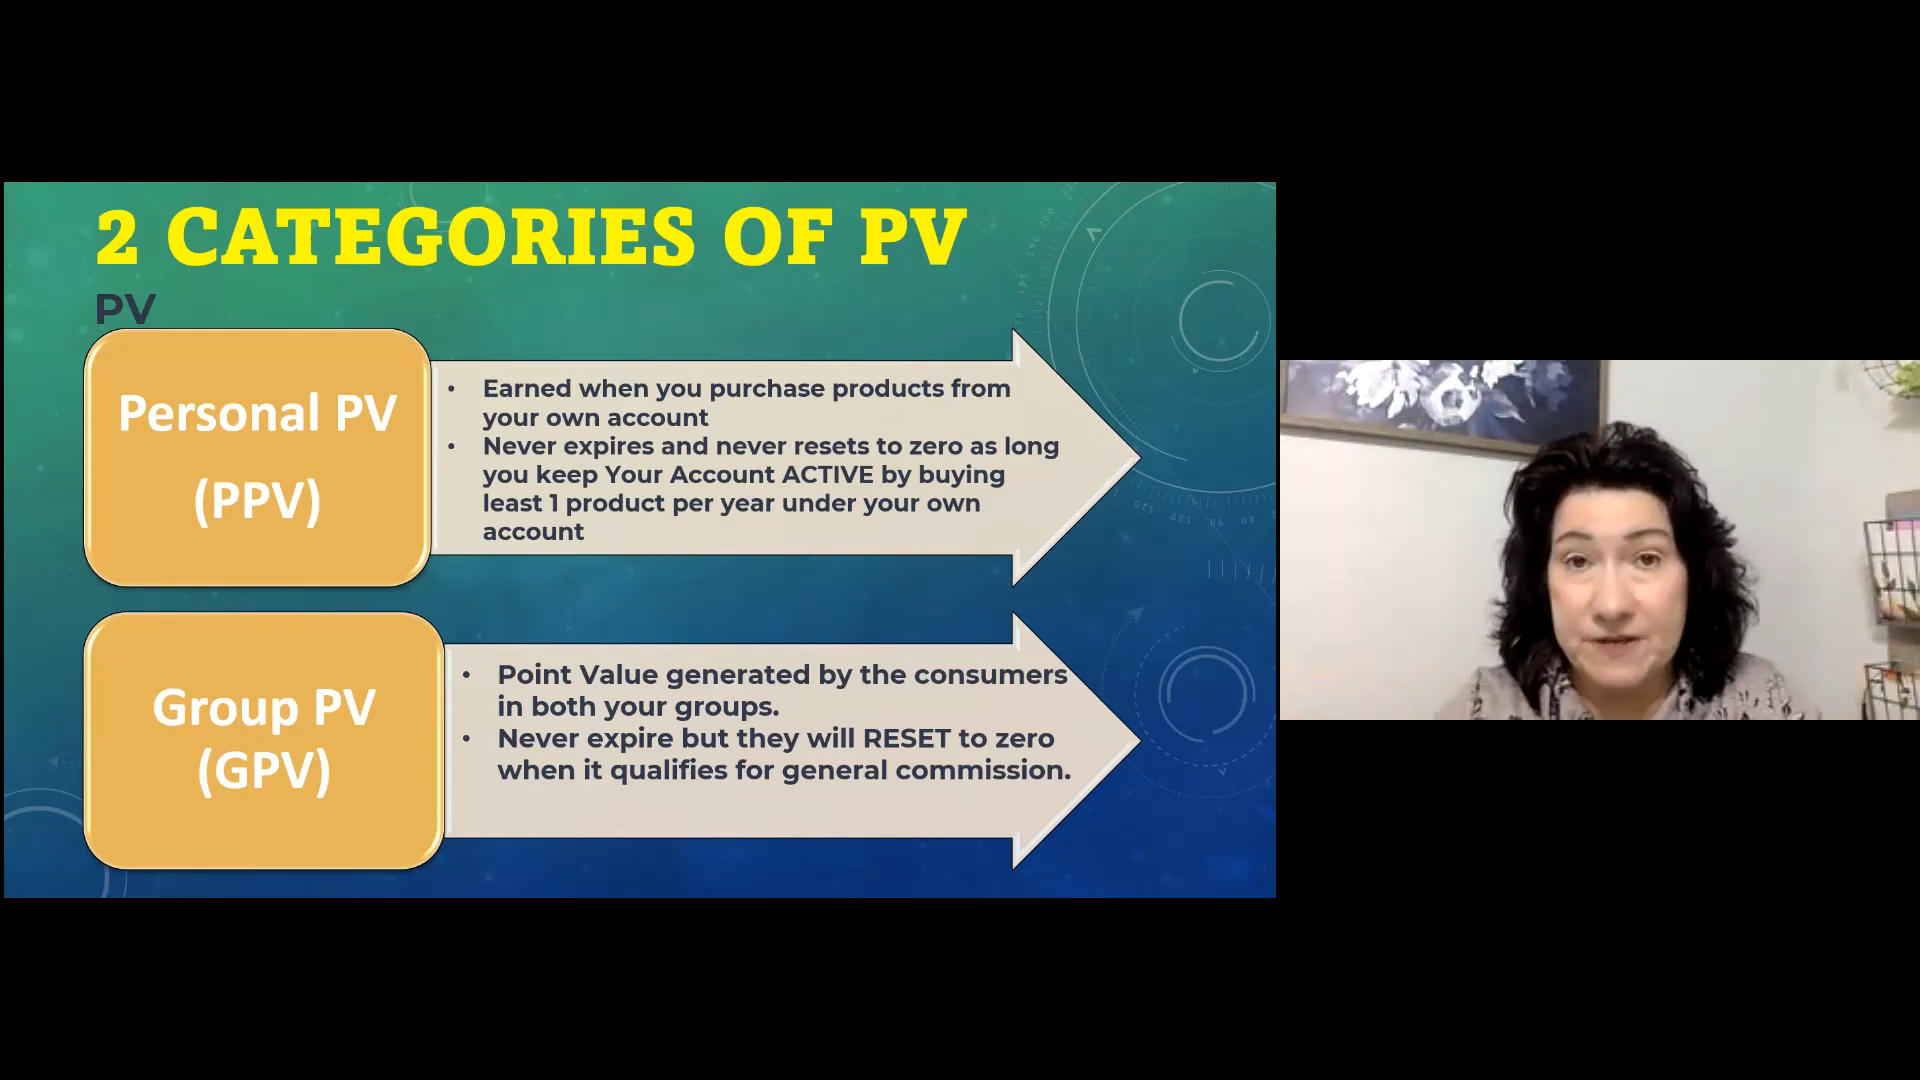 2 CATEGORIES OF PV
PV
Personal PV
(PPV)
• Earned when you purchase products from
your own account
• Never expires and never resets to zero as long
you keep Your Account ACTIVE by buying
least 1 product per year under your own
account
Group PV
(GPV)
• Point Value generated by the consumers
in both your groups.
• Never expire but they will RESET to zero
when it qualifies for general commission.